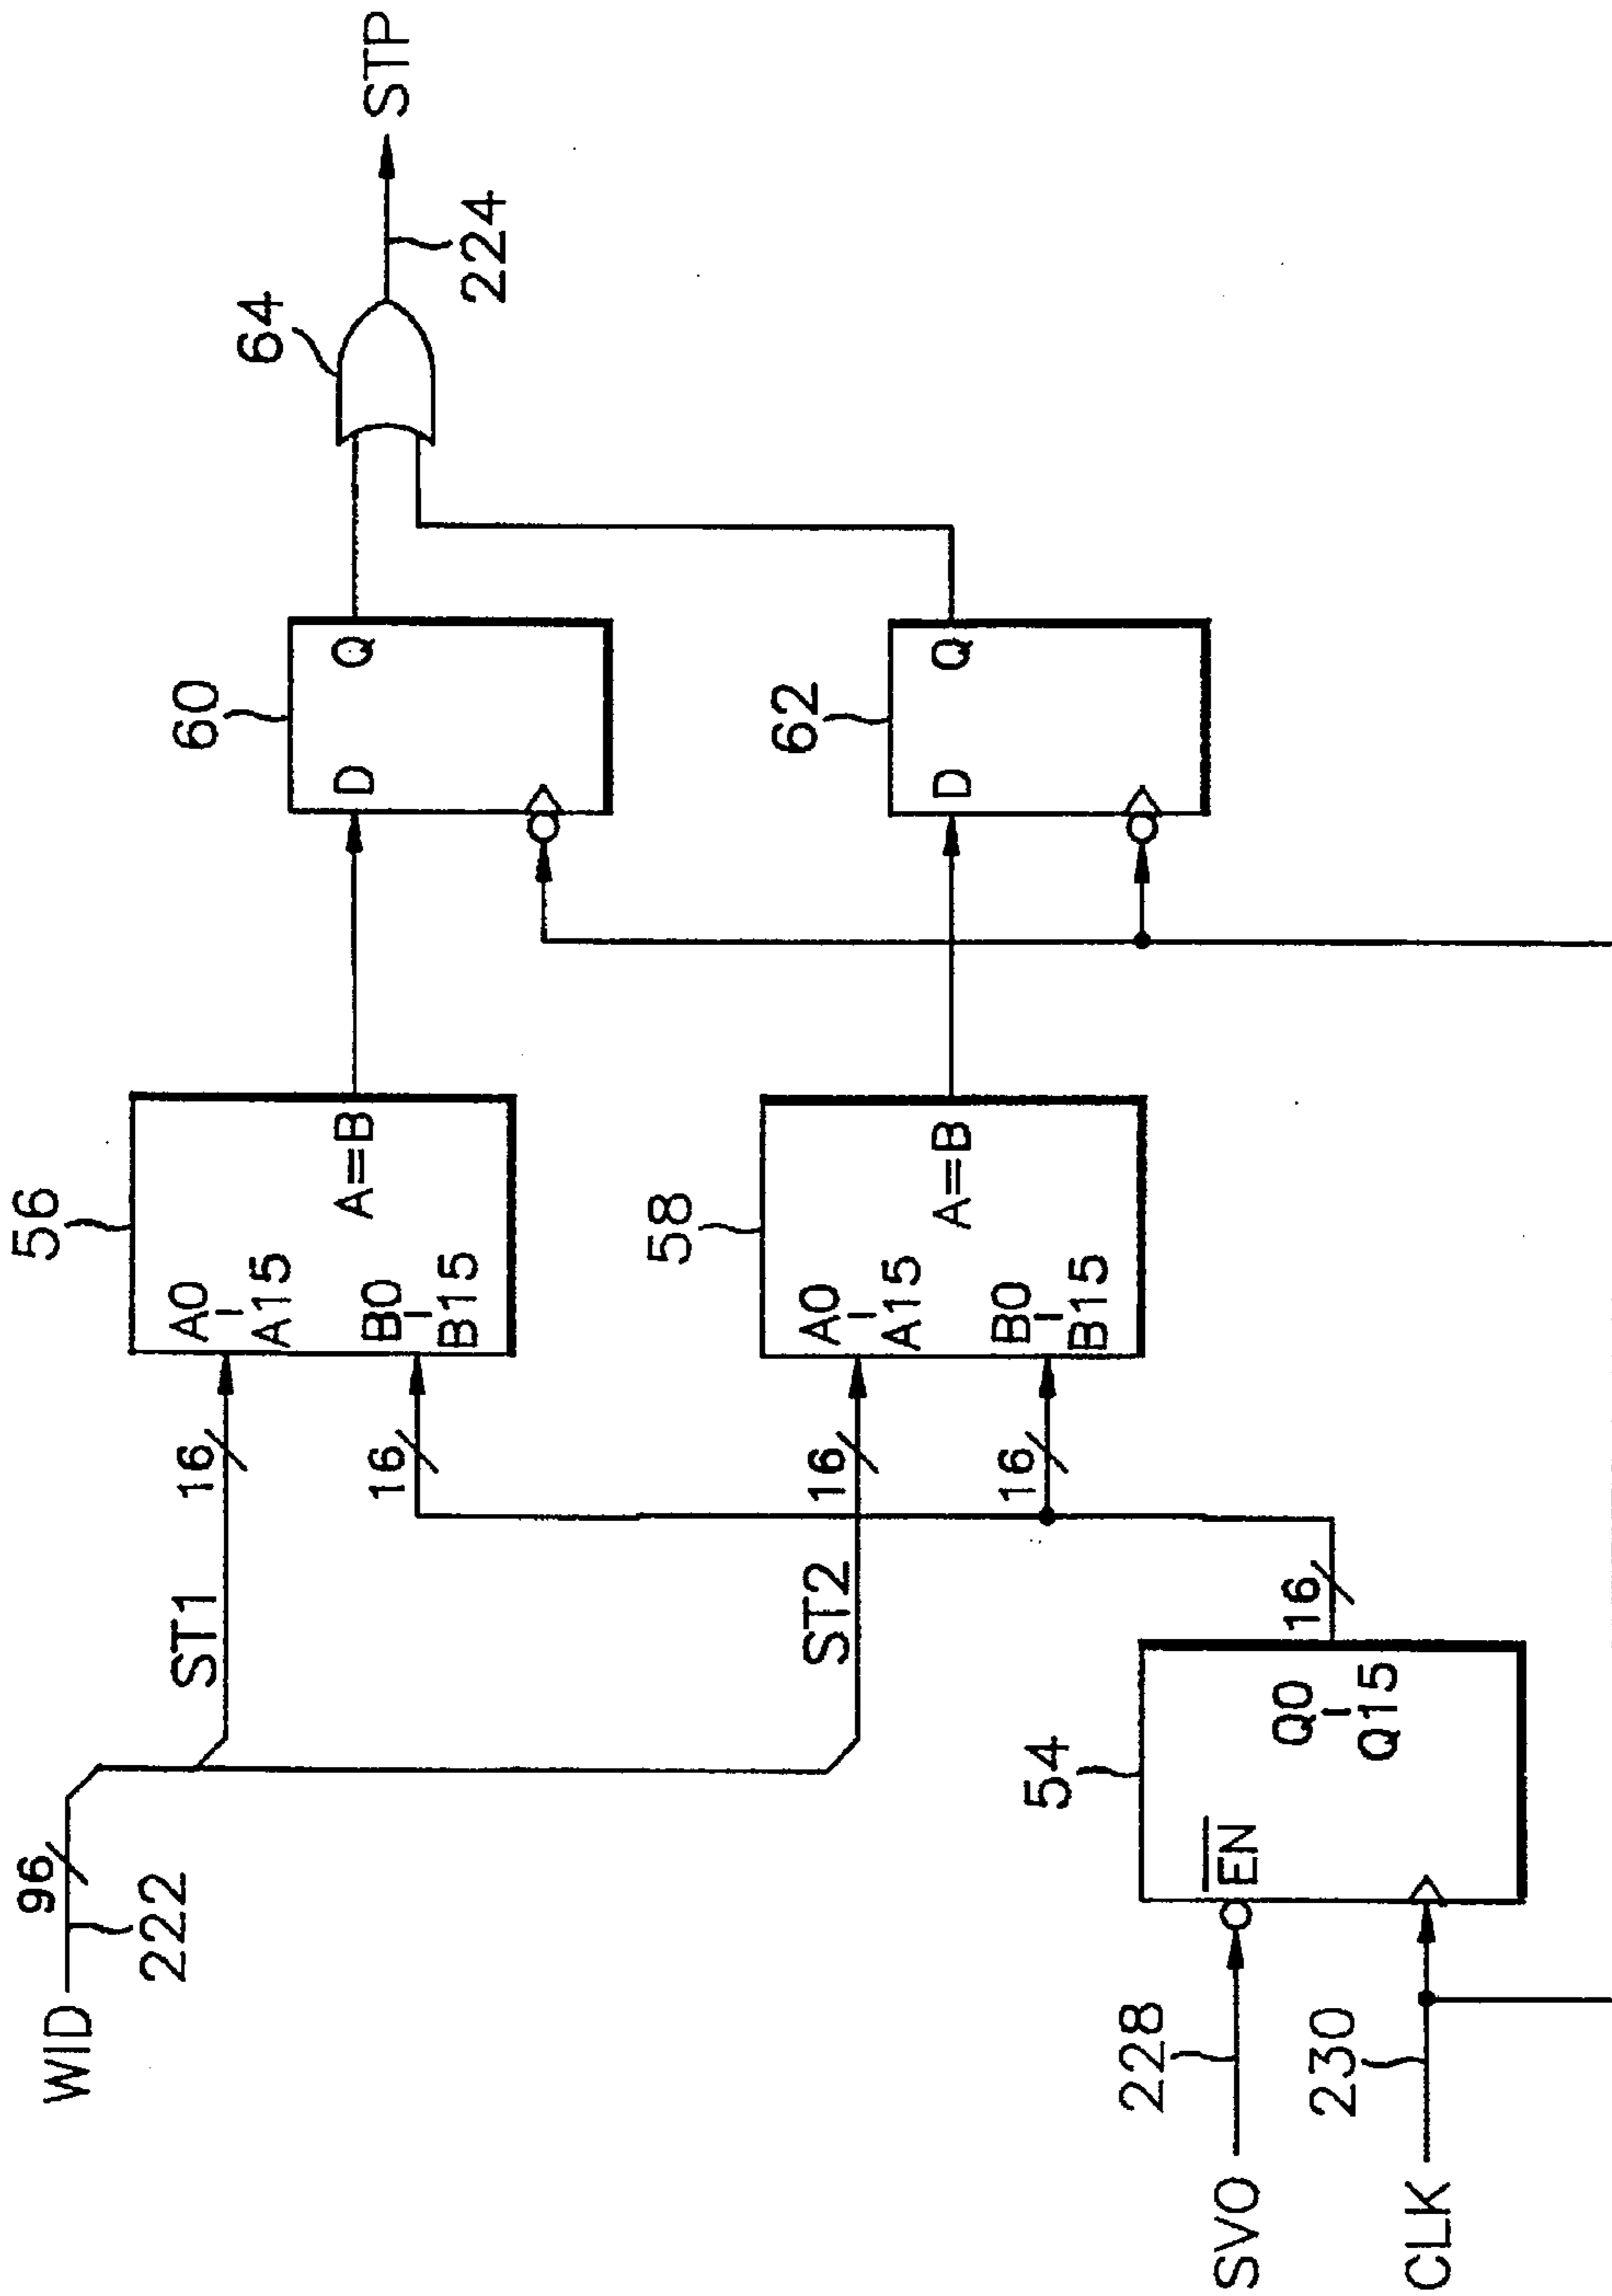 WID
96
222
ST1
16
16
ST2
16
16
56
A0
A15
B0
B15
A=B
58
A0
A15
B0
B15
A=B
60
D
Q
62
D
Q
64
224
STP
SVO
228
CLK
230
54
EN
Q0
Q15
16